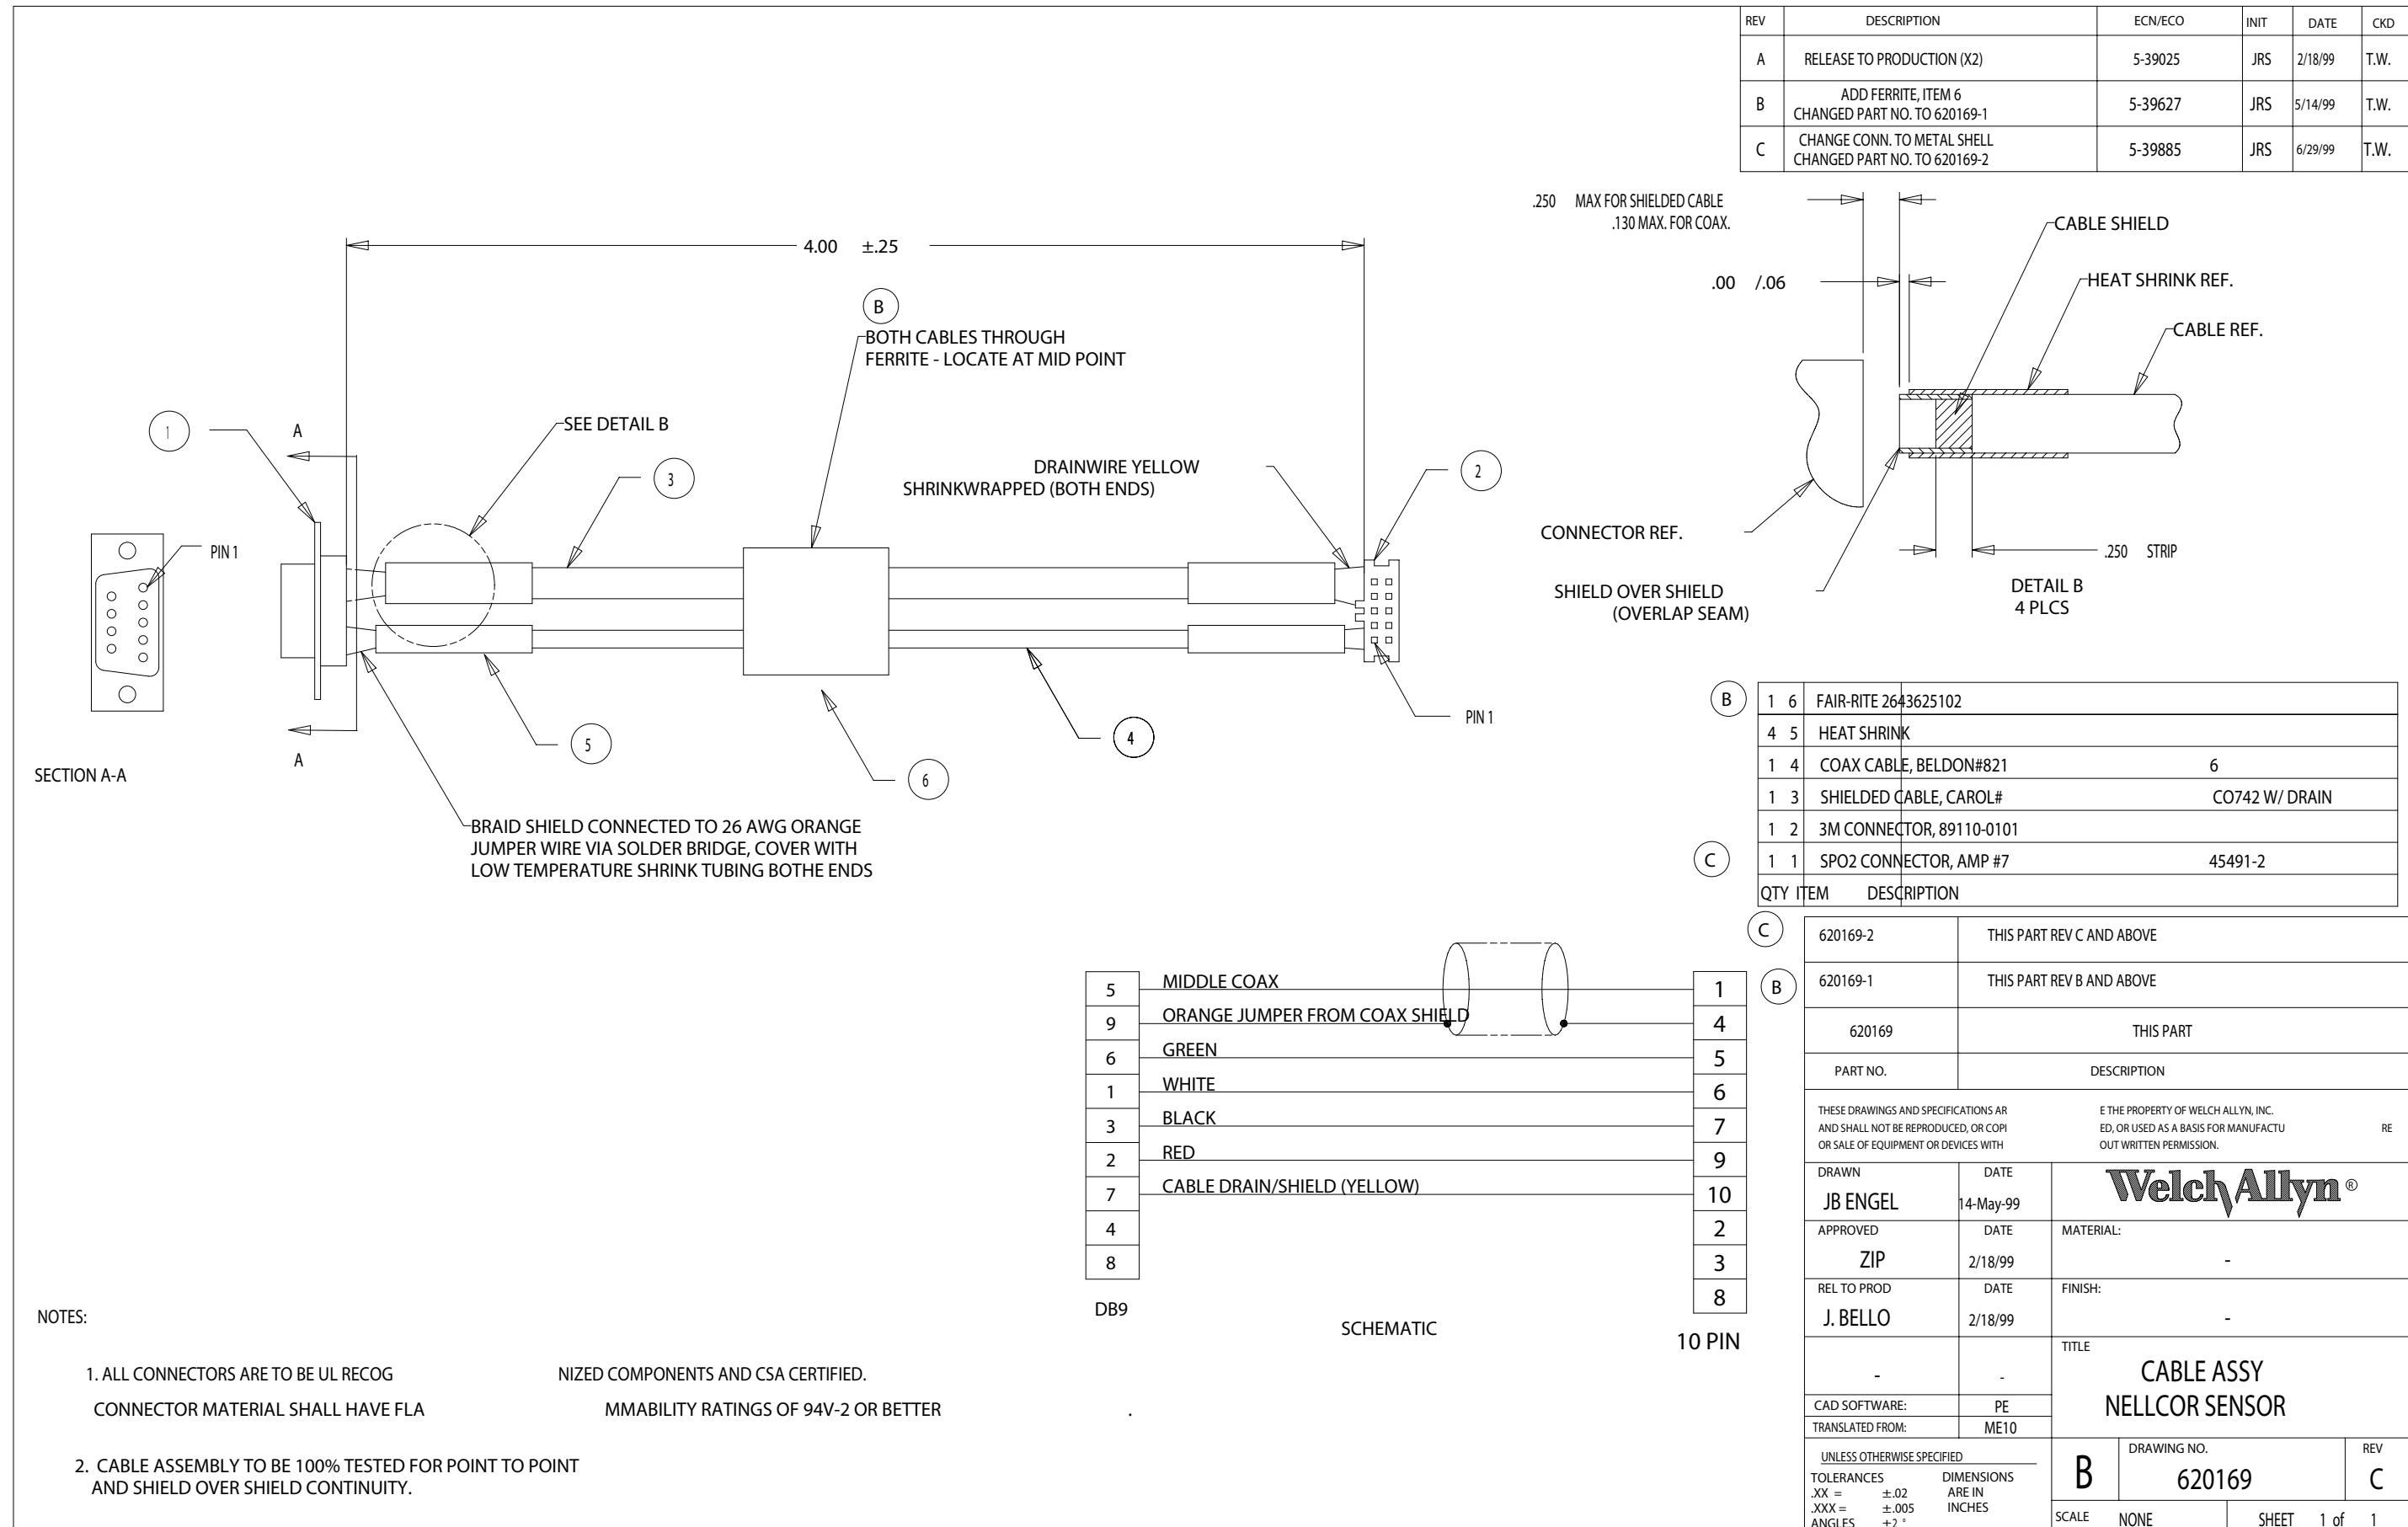 REV DESCRIPTION ECN/ECO INIT DATE CKD
A RELEASE TO PRODUCTION (X2) 5-39025 JRS 2/18/99 T.W.
B ADD FERRITE, ITEM 6
CHANGED PART NO. TO 620169-1 5-39627 JRS 5/14/99 T.W.
C CHANGE CONN. TO METAL SHELL
CHANGED PART NO. TO 620169-2 5-39885 JRS 6/29/99 T.W.
.250 MAX FOR SHIELDED CABLE
.130 MAX. FOR COAX.
.00 /.06
CABLE SHIELD
HEAT SHRINK REF.
CABLE REF.
CONNECTOR REF.
SHIELD OVER SHIELD
(OVERLAP SEAM)
.250 STRIP
DETAIL B
4 PLCS
4.00 ±.25
B
BOTH CABLES THROUGH
FERRITE - LOCATE AT MID POINT
1
A
SEE DETAIL B
3
DRAINWIRE YELLOW
SHRINKWRAPPED (BOTH ENDS)
2
PIN 1
PIN 1
5
4
6
A
SECTION A-A
BRAID SHIELD CONNECTED TO 26 AWG ORANGE
JUMPER WIRE VIA SOLDER BRIDGE, COVER WITH
LOW TEMPERATURE SHRINK TUBING BOTHE ENDS
B 1 6 FAIR-RITE 2643625102
4 5 HEAT SHRINK
1 4 COAX CABLE, BELDON#821 6
1 3 SHIELDED CABLE, CAROL# CO742 W/ DRAIN
1 2 3M CONNECTOR, 89110-0101
C 1 1 SPO2 CONNECTOR, AMP #7 45491-2
QTY ITEM DESCRIPTION
5 MIDDLE COAX 1
9 ORANGE JUMPER FROM COAX SHIELD 4
6 GREEN 5
1 WHITE 6
3 BLACK 7
2 RED 9
7 CABLE DRAIN/SHIELD (YELLOW) 10
4 2
8 3
8
DB9
SCHEMATIC
10 PIN
C 620169-2 THIS PART REV C AND ABOVE
B 620169-1 THIS PART REV B AND ABOVE
620169 THIS PART
PART NO. DESCRIPTION
THESE DRAWINGS AND SPECIFICATIONS AR E THE PROPERTY OF WELCH ALLYN, INC.
AND SHALL NOT BE REPRODUCED, OR COPI ED, OR USED AS A BASIS FOR MANUFACTU RE
OR SALE OF EQUIPMENT OR DEVICES WITH OUT WRITTEN PERMISSION.
DRAWN DATE
JB ENGEL 14-May-99
WelchAllyn ®
APPROVED DATE
ZIP 2/18/99
MATERIAL:
-
REL TO PROD DATE
J. BELLO 2/18/99
FINISH:
-
- -
TITLE
CABLE ASSY
NELLCOR SENSOR
CAD SOFTWARE: PE
TRANSLATED FROM: ME10
UNLESS OTHERWISE SPECIFIED
TOLERANCES DIMENSIONS
.XX = ±.02 ARE IN
.XXX = ±.005 INCHES
ANGLES ±2 °
B
DRAWING NO.
620169
REV
C
SCALE NONE SHEET 1 of 1
NOTES:
1. ALL CONNECTORS ARE TO BE UL RECOG NIZED COMPONENTS AND CSA CERTIFIED.
CONNECTOR MATERIAL SHALL HAVE FLA MMABILITY RATINGS OF 94V-2 OR BETTER .
2. CABLE ASSEMBLY TO BE 100% TESTED FOR POINT TO POINT
AND SHIELD OVER SHIELD CONTINUITY.